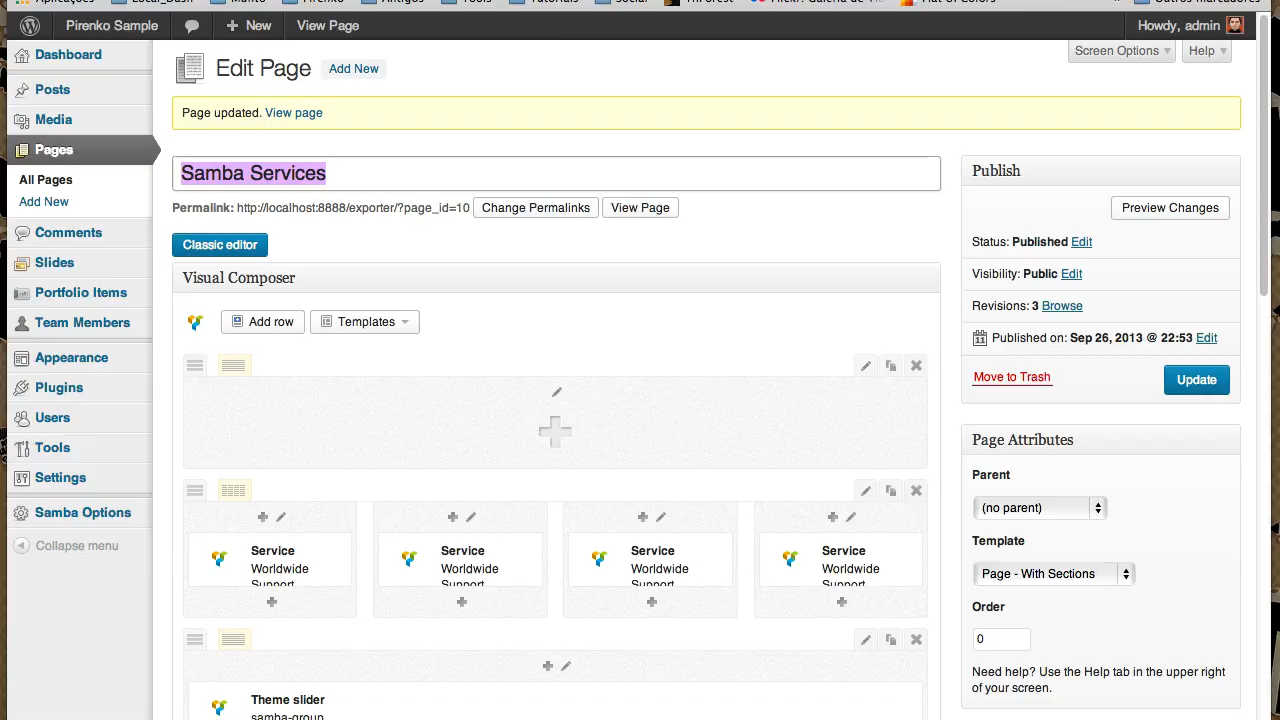 Pirenko Sample
New
View Page
Howdy, admin
Dashboard
Posts
Media
Pages
All Pages
Add New
Comments
Slides
Portfolio Items
Team Members
Appearance
Plugins
Users
Tools
Settings
Samba Options
Collapse menu
Screen Options
Help
Edit Page
Add New
Page updated. View page
Samba Services
Permalink: http://localhost:8888/exporter/?page_id=10 Change Permalinks View Page
Classic editor
Visual Composer
Add row
Templates
Service
Worldwide
Support
Service
Worldwide
Support
Service
Worldwide
Support
Service
Worldwide
Support
Theme slider
samba-group
Publish
Preview Changes
Status: Published Edit
Visibility: Public Edit
Revisions: 3 Browse
Published on: Sep 26, 2013 @ 22:53 Edit
Move to Trash
Update
Page Attributes
Parent
(no parent)
Template
Page - With Sections
Order
0
Need help? Use the Help tab in the upper right
of your screen.